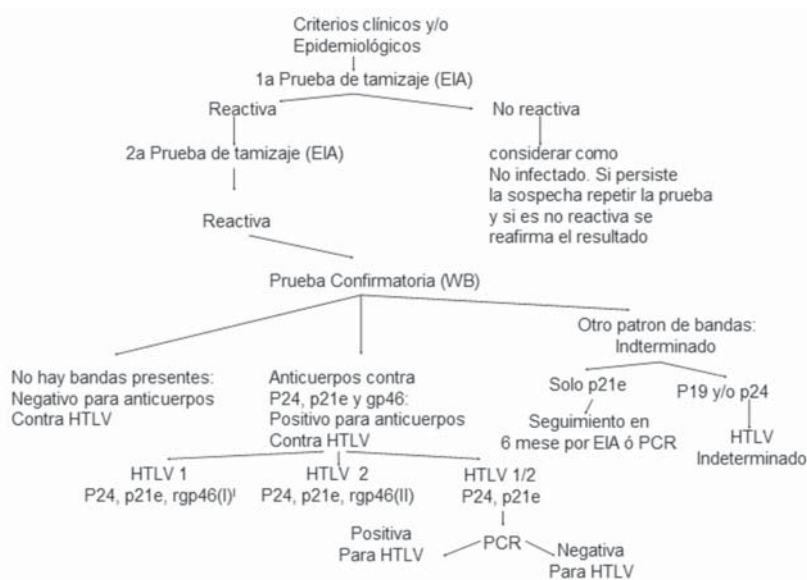 Criterios clínicos y/o
Epidemiológicos
1a Prueba de tamizaje (EIA)
Reactiva
No reactiva
2a Prueba de tamizaje (EIA)
considerar como
No infectado. Si persiste
la sospecha repetir la prueba
y si es no reactiva se
reafirma el resultado
Reactiva
Prueba Confirmatoria (WB)
Otro patron de bandas:
Indterminado
No hay bandas presentes:
Negativo para anticuerpos
Contra HTLV
Anticuerpos contra
P24, p21e y gp46:
Positivo para anticuerpos
Contra HTLV
Solo p21e
P19 y/o p24
Seguimiento en
6 mese por EIA ó PCR
HTLV
Indeterminado
HTLV 1
P24, p21e, rgp46(I)ᴵ
HTLV 2
P24, p21e, rgp46(II)
HTLV 1/2
P24, p21e
Positiva
Para HTLV
PCR
Negativa
Para HTLV